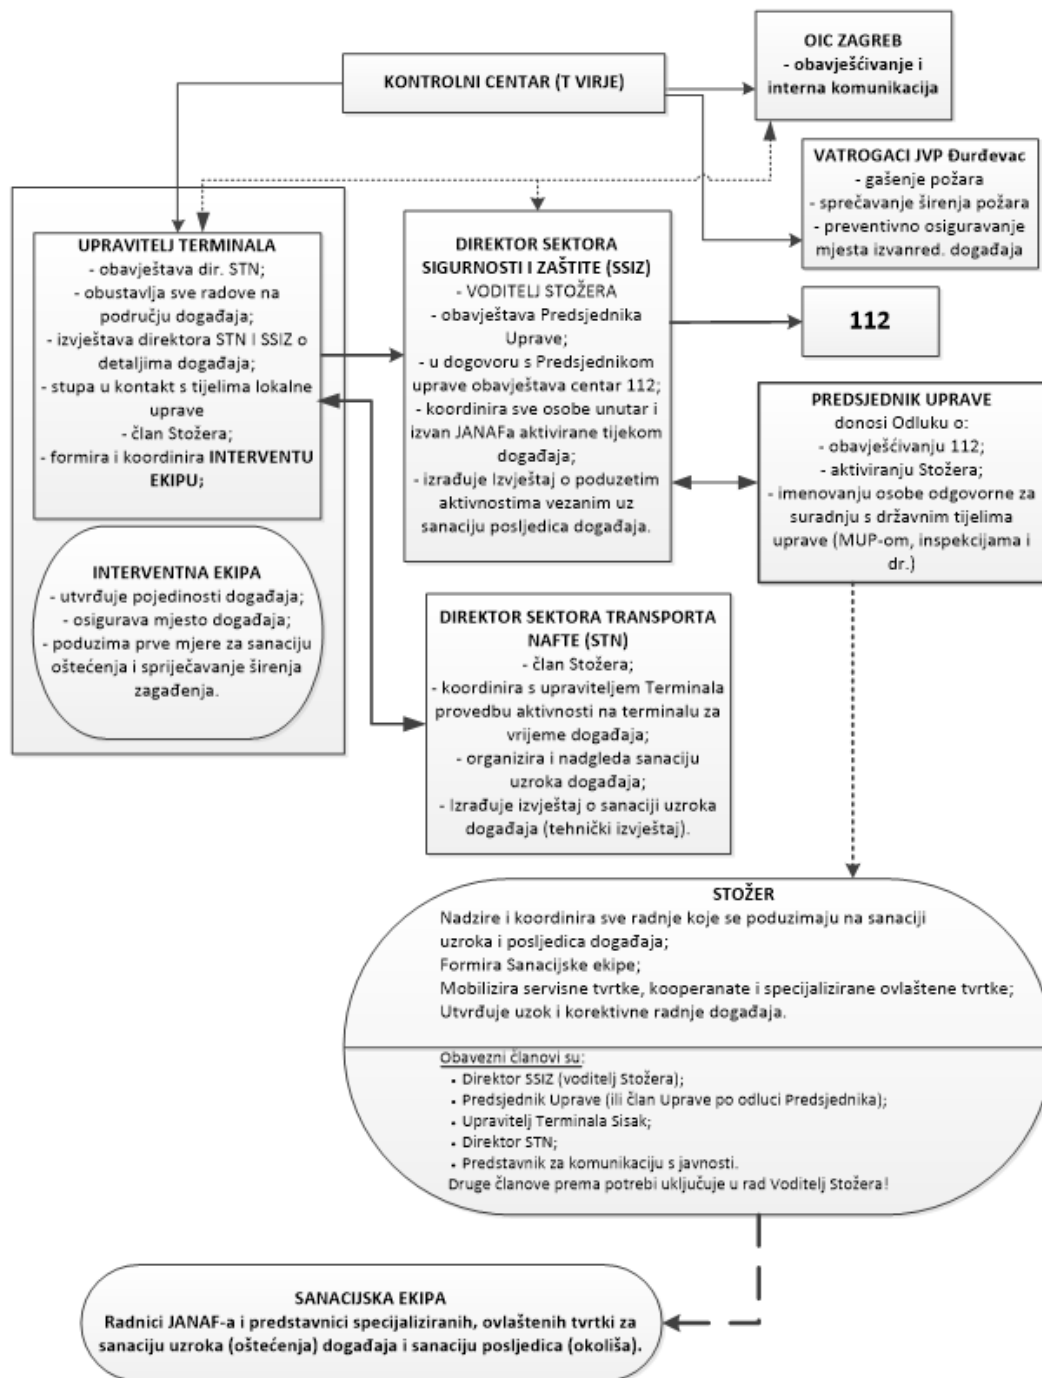 OIC ZAGREB
- obavješćivanje i
interna komunikacija
KONTROLNI CENTAR (T VIRJE)
VATROGACI JVP Đurđevac
- gašenje požara
- sprečavanje širenja požara
- preventivno osiguravanje
mjesta izvanred. događaja
UPRAVITELJ TERMINALA
- obavještava dir. STN;
- obustavlja sve radove na
području događaja;
- izvještava direktora STN I SSIZ o
detaljima događaja;
- stupa u kontakt s tijelima lokalne
uprave
- član Stožera;
- formira i koordinira INTERVENTU
EKIPU;
DIREKTOR SEKTORA
SIGURNOSTI I ZAŠTITE (SSIZ)
- VODITELJ STOŽERA
- obavještava Predsjednika
Uprave;
- u dogovoru s Predsjednikom
uprave obavještava centar 112;
- koordinira sve osobe unutar i
izvan JANAFa aktivirane tijekom
događaja;
- izrađuje Izvještaj o poduzetim
aktivnostima vezanim uz
sanaciju posljedica događaja.
112
PREDSJEDNIK UPRAVE
donosi Odluku o:
- obavješćivanju 112;
- aktiviranju Stožera;
- imenovanju osobe odgovorne za
suradnju s državnim tijelima
uprave (MUP-om, inspekcijama i
dr.)
INTERVENTNA EKIPA
- utvrđuje pojedinosti događaja;
- osigurava mjesto događaja;
- poduzima prve mjere za sanaciju
oštećenja i spriječavanje širenja
zagađenja.
DIREKTOR SEKTORA TRANSPORTA
NAFTE (STN)
- član Stožera;
- koordinira s upraviteljem Terminala
provedbu aktivnosti na terminalu za
vrijeme događaja;
- organizira i nadgleda sanaciju
uzroka događaja;
- Izrađuje izvještaj o sanaciji uzroka
događaja (tehnički izvještaj).
STOŽER
Nadzire i koordinira sve radnje koje se poduzimaju na sanaciji
uzroka i posljedica događaja;
Formira Sanacijske ekipe;
Mobilizira servisne tvrtke, kooperanate i specijalizirane ovlaštene tvrtke;
Utvrđuje uzok i korektivne radnje događaja.
Obavezni članovi su:
• Direktor SSIZ (voditelj Stožera);
• Predsjednik Uprave (ili član Uprave po odluci Predsjednika);
• Upravitelj Terminala Sisak;
• Direktor STN;
• Predstavnik za komunikaciju s javnosti.
Druge članove prema potrebi uključuje u rad Voditelj Stožera!
SANACIJSKA EKIPA
Radnici JANAF-a i predstavnici specijaliziranih, ovlaštenih tvrtki za
sanaciju uzroka (oštećenja) događaja i sanaciju posljedica (okoliša).